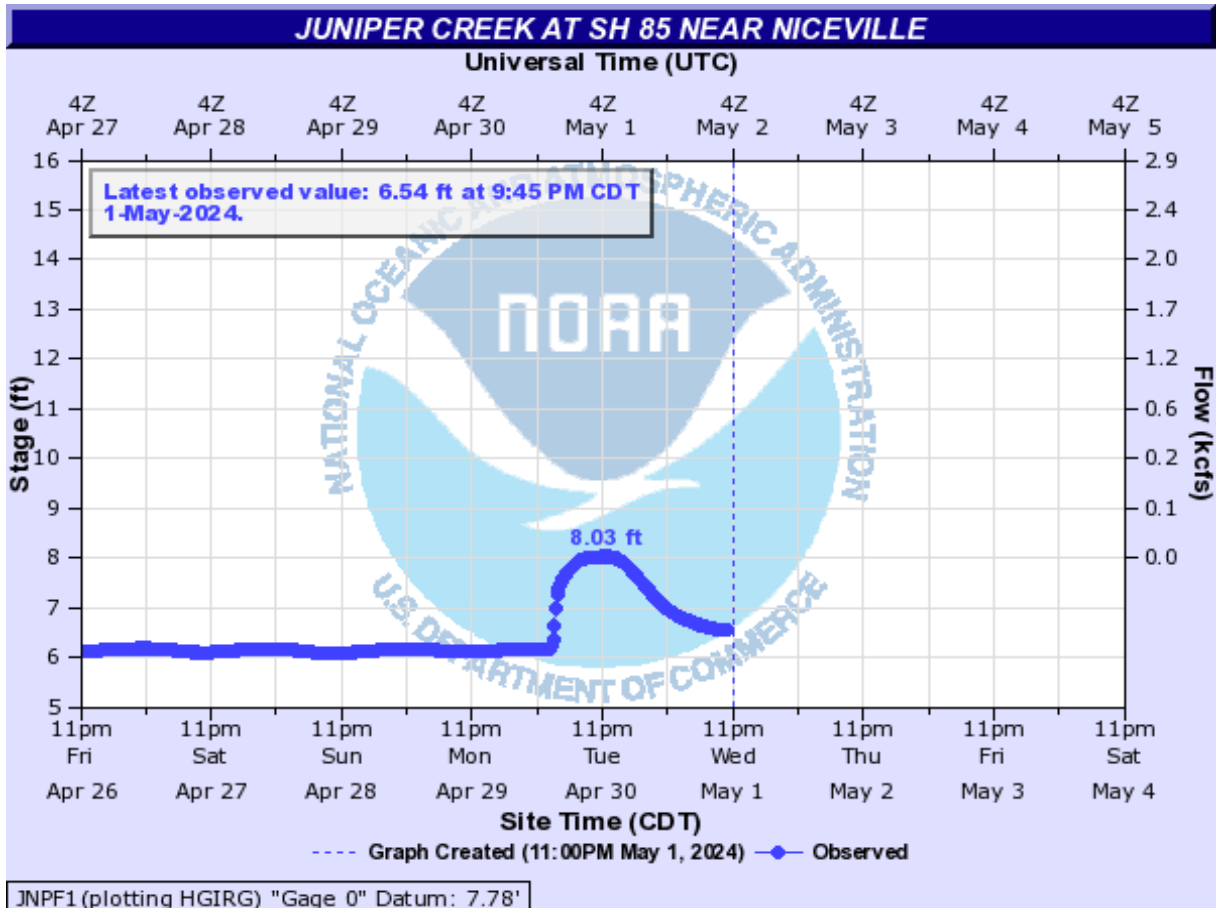 JUNIPER CREEK AT SH 85 NEAR NICEVILLE
Universal Time (UTC)
4Z 4Z 4Z 4Z 4Z 4Z 4Z 4Z 4Z
Apr 27 Apr 28 Apr 29 Apr 30 May 1 May 2 May 3 May 4 May 5
Latest observed value: 6.54 ft at 9:45 PM CDT
1-May-2024.
NATIONAL OCEANIC AND ATMOSPHERIC ADMINISTRATION
NOAA
U.S. DEPARTMENT OF COMMERCE
Stage (ft)
16
15
14
13
12
11
10
9
8
7
6
5
8.03 ft
2.9
2.4
2.0
1.7
1.2
0.6
0.2
0.1
0.0
Flow (kcfs)
11pm 11pm 11pm 11pm 11pm 11pm 11pm 11pm 11pm
Fri Sat Sun Mon Tue Wed Thu Fri Sat
Apr 26 Apr 27 Apr 28 Apr 29 Apr 30 May 1 May 2 May 3 May 4
Site Time (CDT)
Graph Created (11:00PM May 1, 2024) Observed
JNPF1(plotting HGIRG) "Gage 0" Datum: 7.78'